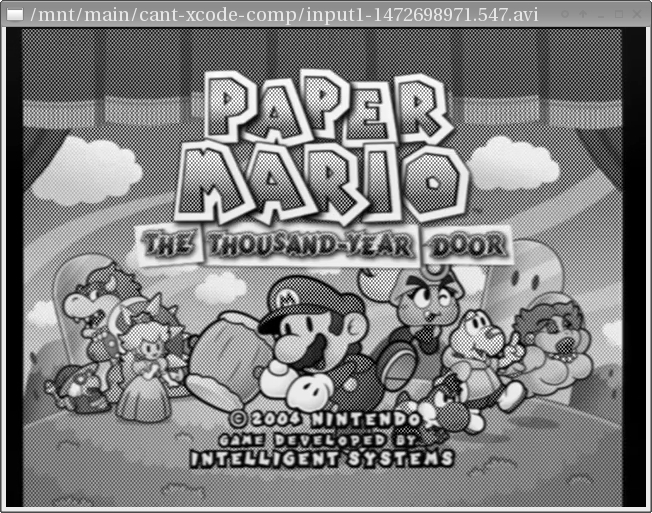 /mnt/main/cant-xcode-comp/input1-1472698971.547.avi
PAPER
MARIO™
THE THOUSAND-YEAR DOOR
M
© 2004 NINTENDO
GAME DEVELOPED BY
INTELLIGENT SYSTEMS